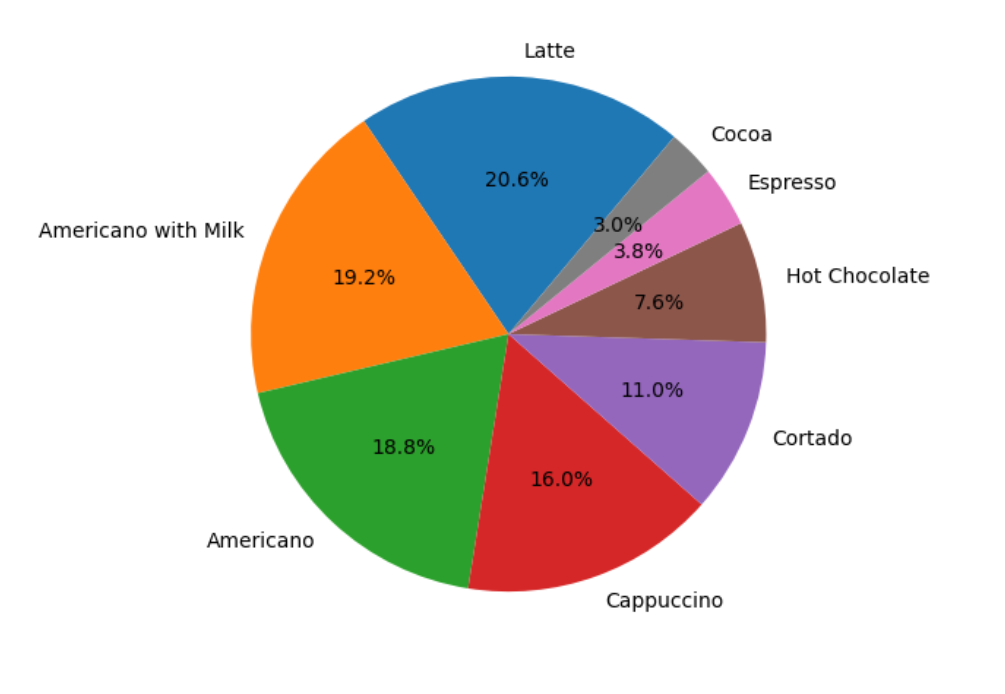 Latte
Cocoa
20.6%
Espresso
3.0%
Americano with Milk
3.8%
19.2%
Hot Chocolate
7.6%
11.0%
Cortado
18.8%
16.0%
Americano
Cappuccino